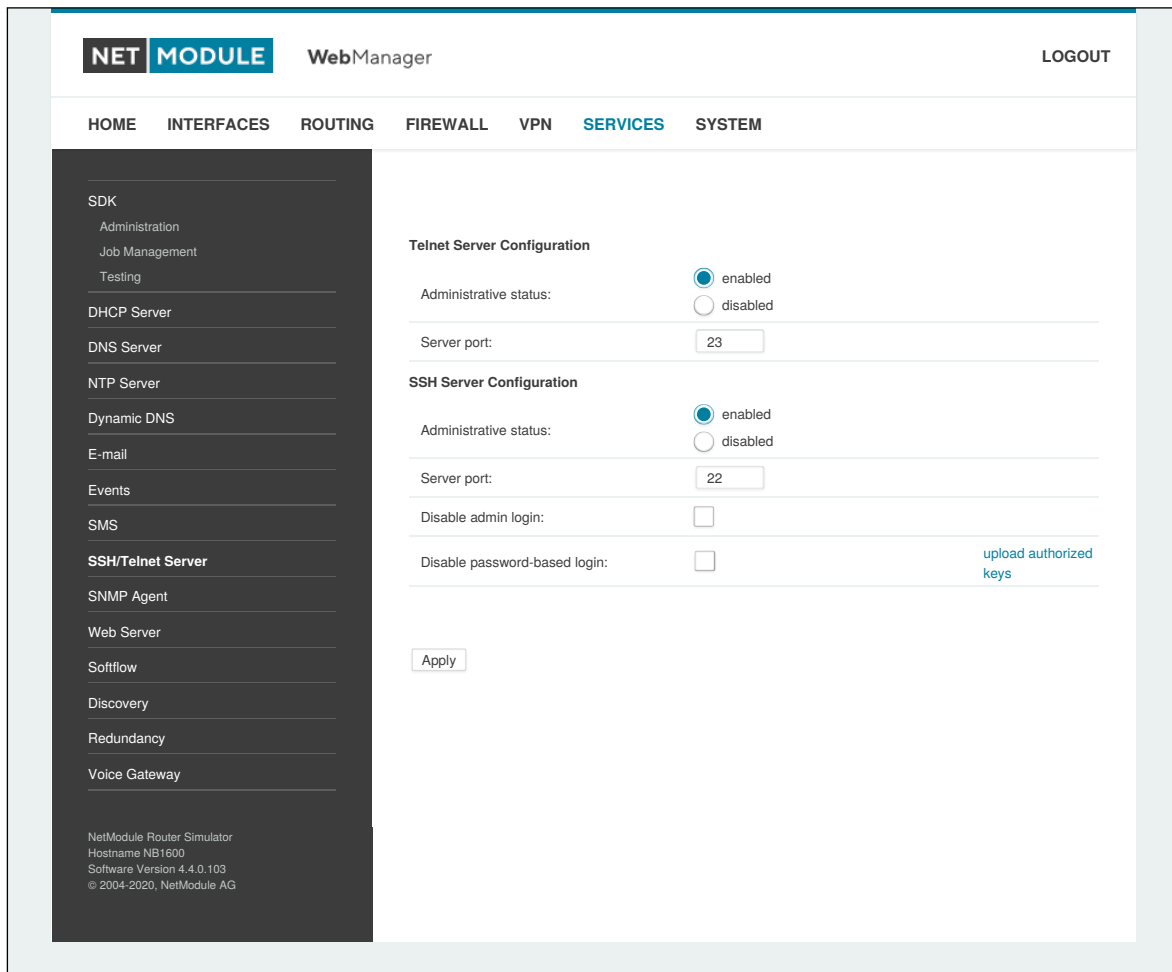 NET MODULE WebManager LOGOUT
HOME INTERFACES ROUTING FIREWALL VPN SERVICES SYSTEM
SDK
Administration
Job Management
Testing
DHCP Server
DNS Server
NTP Server
Dynamic DNS
E-mail
Events
SMS
SSH/Telnet Server
SNMP Agent
Web Server
Softflow
Discovery
Redundancy
Voice Gateway
NetModule Router Simulator
Hostname NB1600
Software Version 4.4.0.103
© 2004-2020, NetModule AG
Telnet Server Configuration
Administrative status:
enabled
disabled
Server port: 23
SSH Server Configuration
Administrative status:
enabled
disabled
Server port: 22
Disable admin login:
Disable password-based login:
upload authorized
keys
Apply